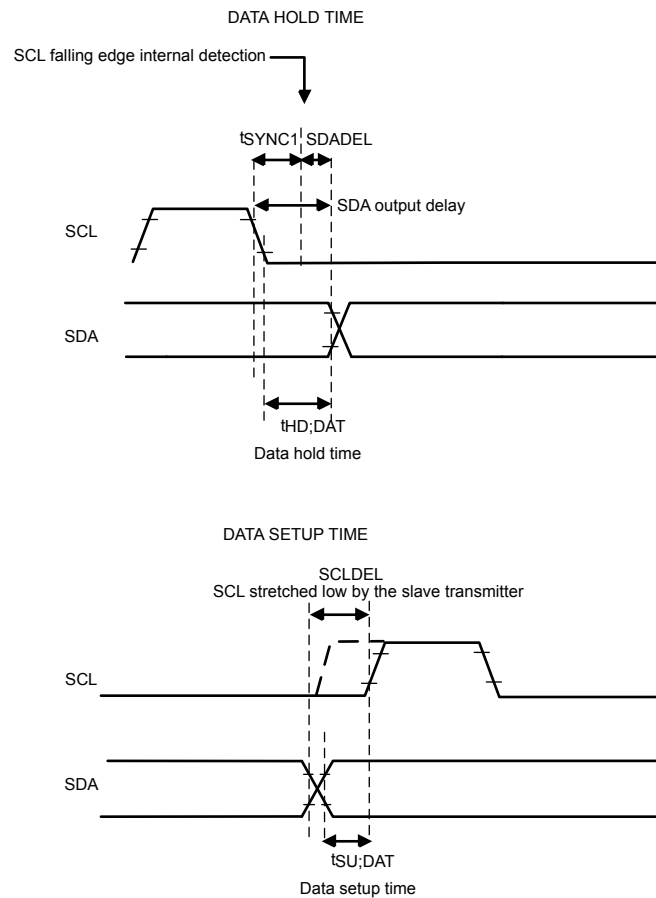 DATA HOLD TIME
SCL falling edge internal detection
tSYNC1 SDADEL
SDA output delay
SCL
SDA
tHD;DAT
Data hold time
DATA SETUP TIME
SCLDEL
SCL stretched low by the slave transmitter
SCL
SDA
tSU;DAT
Data setup time